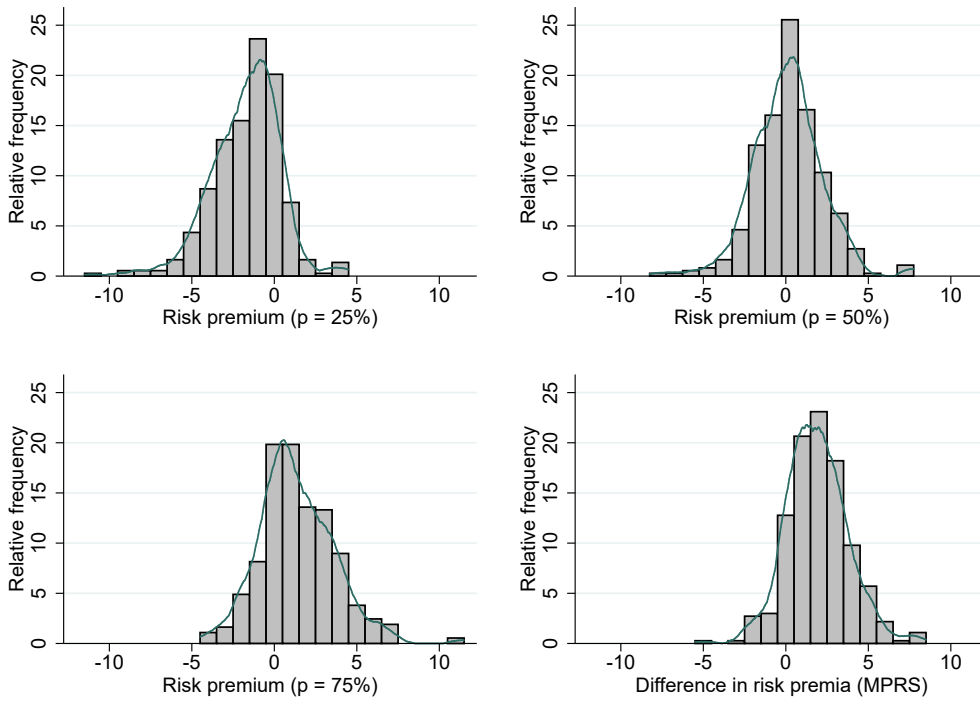 Relative frequency
25
20
15
10
5
0
-10 -5 0 5 10
Risk premium (p = 25%)
Relative frequency
25
20
15
10
5
0
-10 -5 0 5 10
Risk premium (p = 50%)
Relative frequency
25
20
15
10
5
0
-10 -5 0 5 10
Risk premium (p = 75%)
Relative frequency
25
20
15
10
5
0
-10 -5 0 5 10
Difference in risk premia (MPRS)